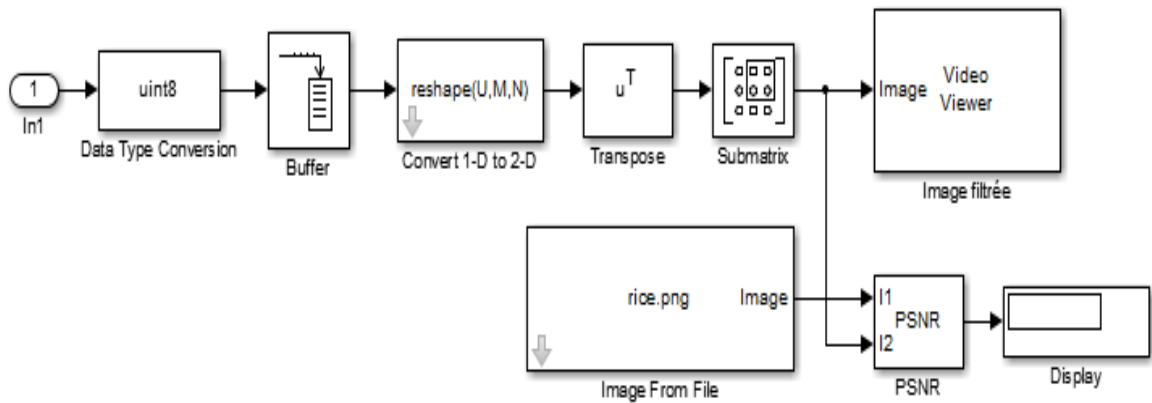 1
In1
uint8
Data Type Conversion
Buffer
reshape(U,M,N)
Convert 1-D to 2-D
uT
Transpose
Submatrix
Image
Video
Viewer
Image filtrée
rice.png
Image
Image From File
I1
PSNR
I2
PSNR
Display